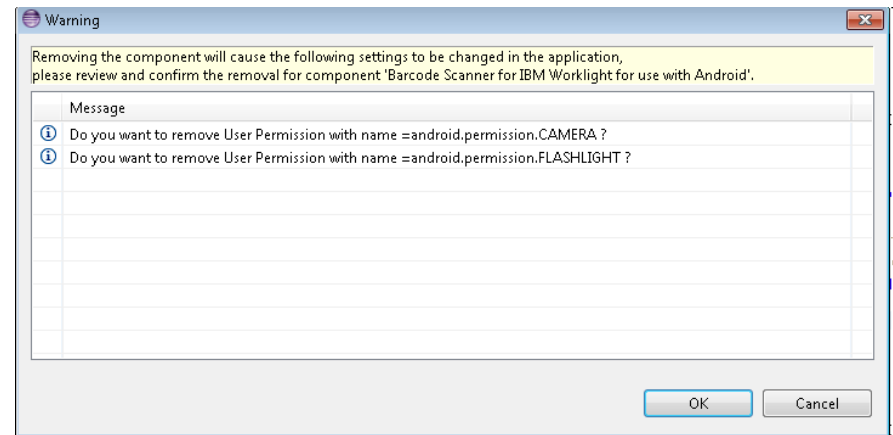 Warning
Removing the component will cause the following settings to be changed in the application,
please review and confirm the removal for component 'Barcode Scanner for IBM Worklight for use with Android'.
Message
Do you want to remove User Permission with name =android.permission.CAMERA ?
Do you want to remove User Permission with name =android.permission.FLASHLIGHT ?
OK
Cancel